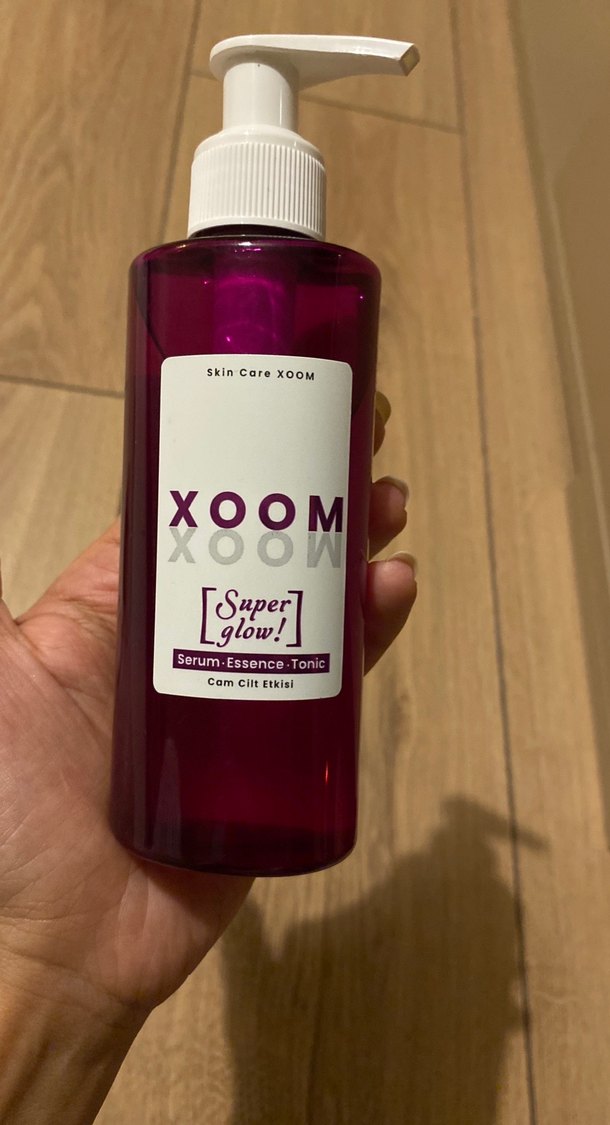 Skin Care XOOM
XOOM
XOOM
[Super
glow!]
Serum·Essence·Tonic
Cam Cilt Etkisi